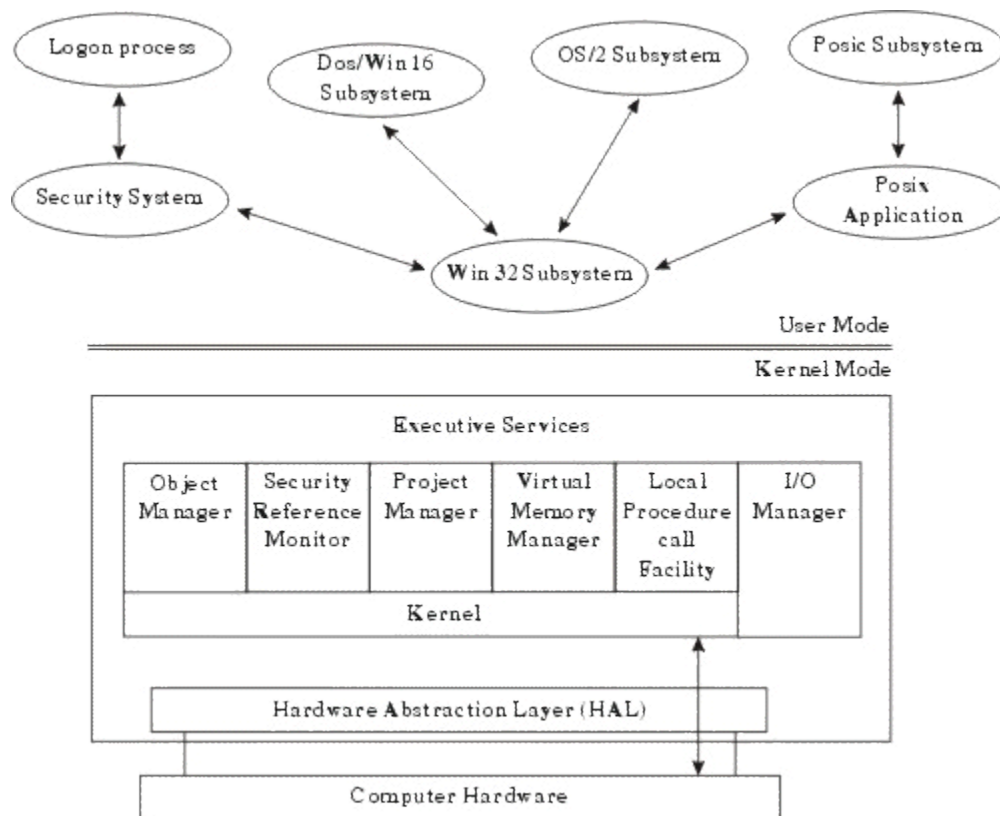 Logon process
Dos/Win 16
Subsystem
OS/2 Subsystem
Posic Subsystem
Security System
Posix
Application
Win 32 Subsystem
User Mode
Kernel Mode
Executive Services
Object
Manager
Security
Reference
Monitor
Project
Manager
Virtual
Memory
Manager
Local
Procedure
call
Facility
I/O
Manager
Kernel
Hardware Abstraction Layer (HAL)
Computer Hardware